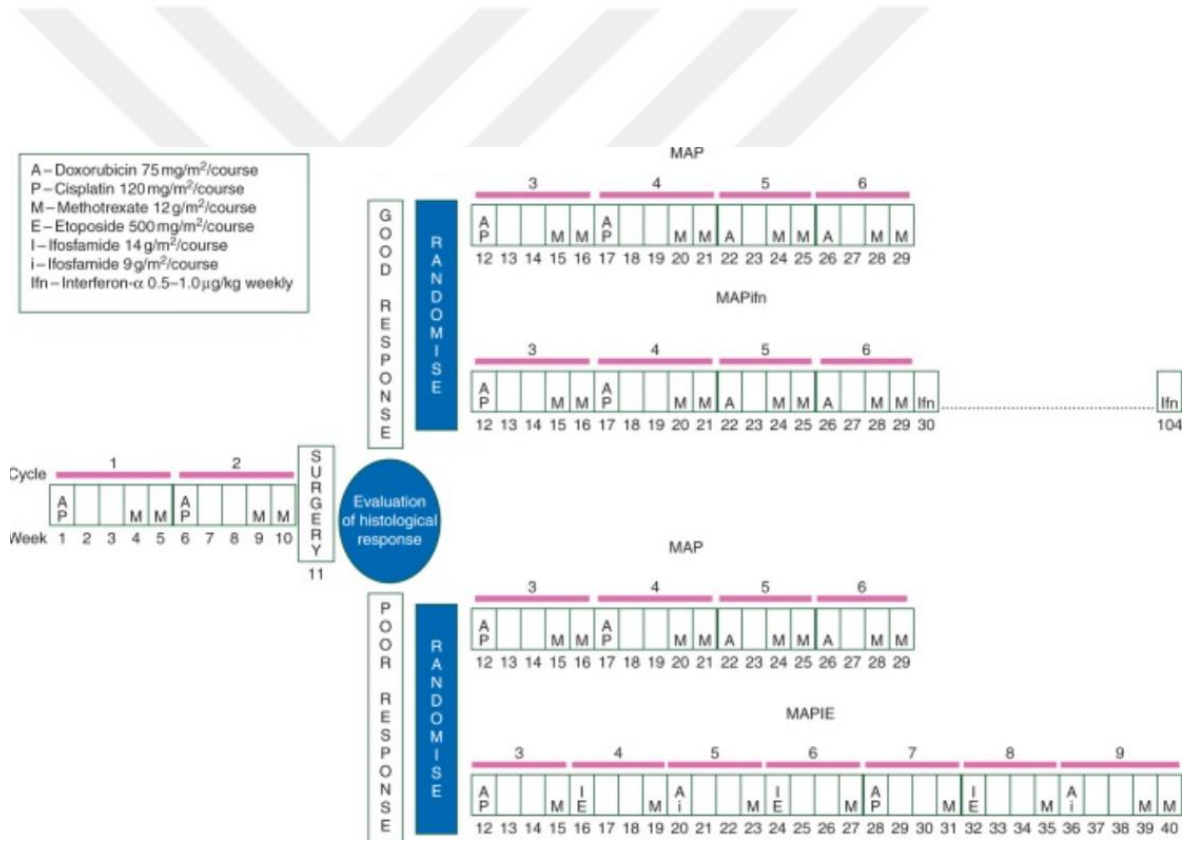 A – Doxorubicin 75 mg/m²/course
P – Cisplatin 120 mg/m²/course
M – Methotrexate 12 g/m²/course
E – Etoposide 500 mg/m²/course
I – Ifosfamide 14 g/m²/course
i – Ifosfamide 9 g/m²/course
Ifn – Interferon-α 0.5–1.0 μg/kg weekly
Cycle 1 2
A P M M A P M M
Week 1 2 3 4 5 6 7 8 9 10
SURGERY
11
Evaluation
of histological
response
GOOD RESPONSE
RANDOMISE
MAP
3 4 5 6
A P M M A P M M A M M A M M
12 13 14 15 16 17 18 19 20 21 22 23 24 25 26 27 28 29
MAPifn
3 4 5 6
A P M M A P M M A M M A M M Ifn Ifn
12 13 14 15 16 17 18 19 20 21 22 23 24 25 26 27 28 29 30 104
POOR RESPONSE
RANDOMISE
MAP
3 4 5 6
A P M M A P M M A M M A M M
12 13 14 15 16 17 18 19 20 21 22 23 24 25 26 27 28 29
MAPIE
3 4 5 6 7 8 9
A P M I E M A i M I E M A P M I E M A i M M
12 13 14 15 16 17 18 19 20 21 22 23 24 25 26 27 28 29 30 31 32 33 34 35 36 37 38 39 40